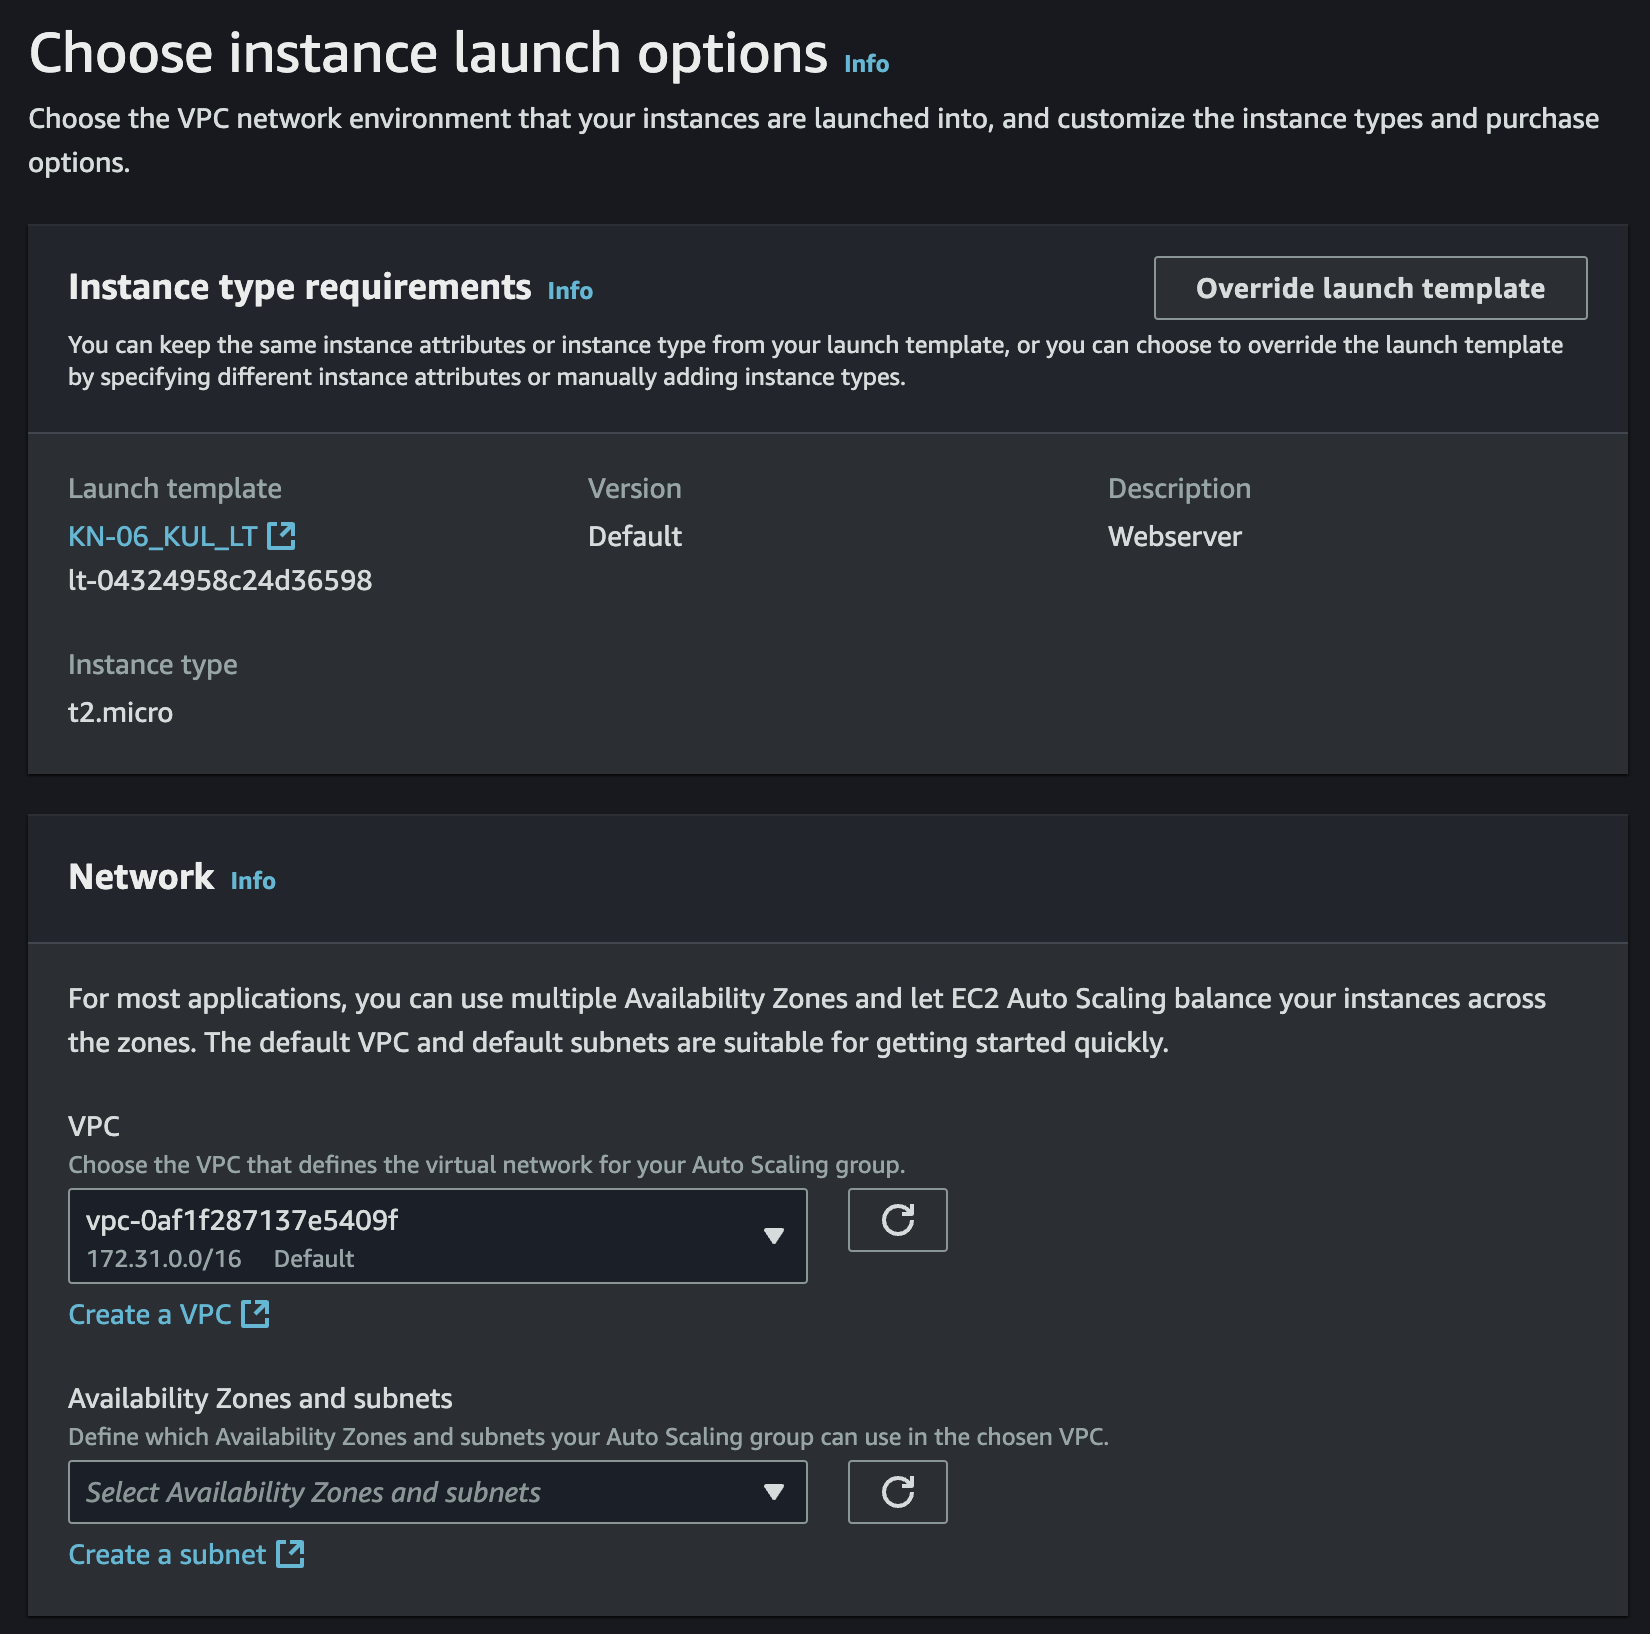 Choose instance launch options Info
Choose the VPC network environment that your instances are launched into, and customize the instance types and purchase
options.
Instance type requirements Info
Override launch template
You can keep the same instance attributes or instance type from your launch template, or you can choose to override the launch template
by specifying different instance attributes or manually adding instance types.
Launch template
Version
Description
KN-06_KUL_LT
Default
Webserver
lt-04324958c24d36598
Instance type
t2.micro
Network Info
For most applications, you can use multiple Availability Zones and let EC2 Auto Scaling balance your instances across
the zones. The default VPC and default subnets are suitable for getting started quickly.
VPC
Choose the VPC that defines the virtual network for your Auto Scaling group.
vpc-0af1f287137e5409f
172.31.0.0/16 Default
Create a VPC
Availability Zones and subnets
Define which Availability Zones and subnets your Auto Scaling group can use in the chosen VPC.
Select Availability Zones and subnets
Create a subnet